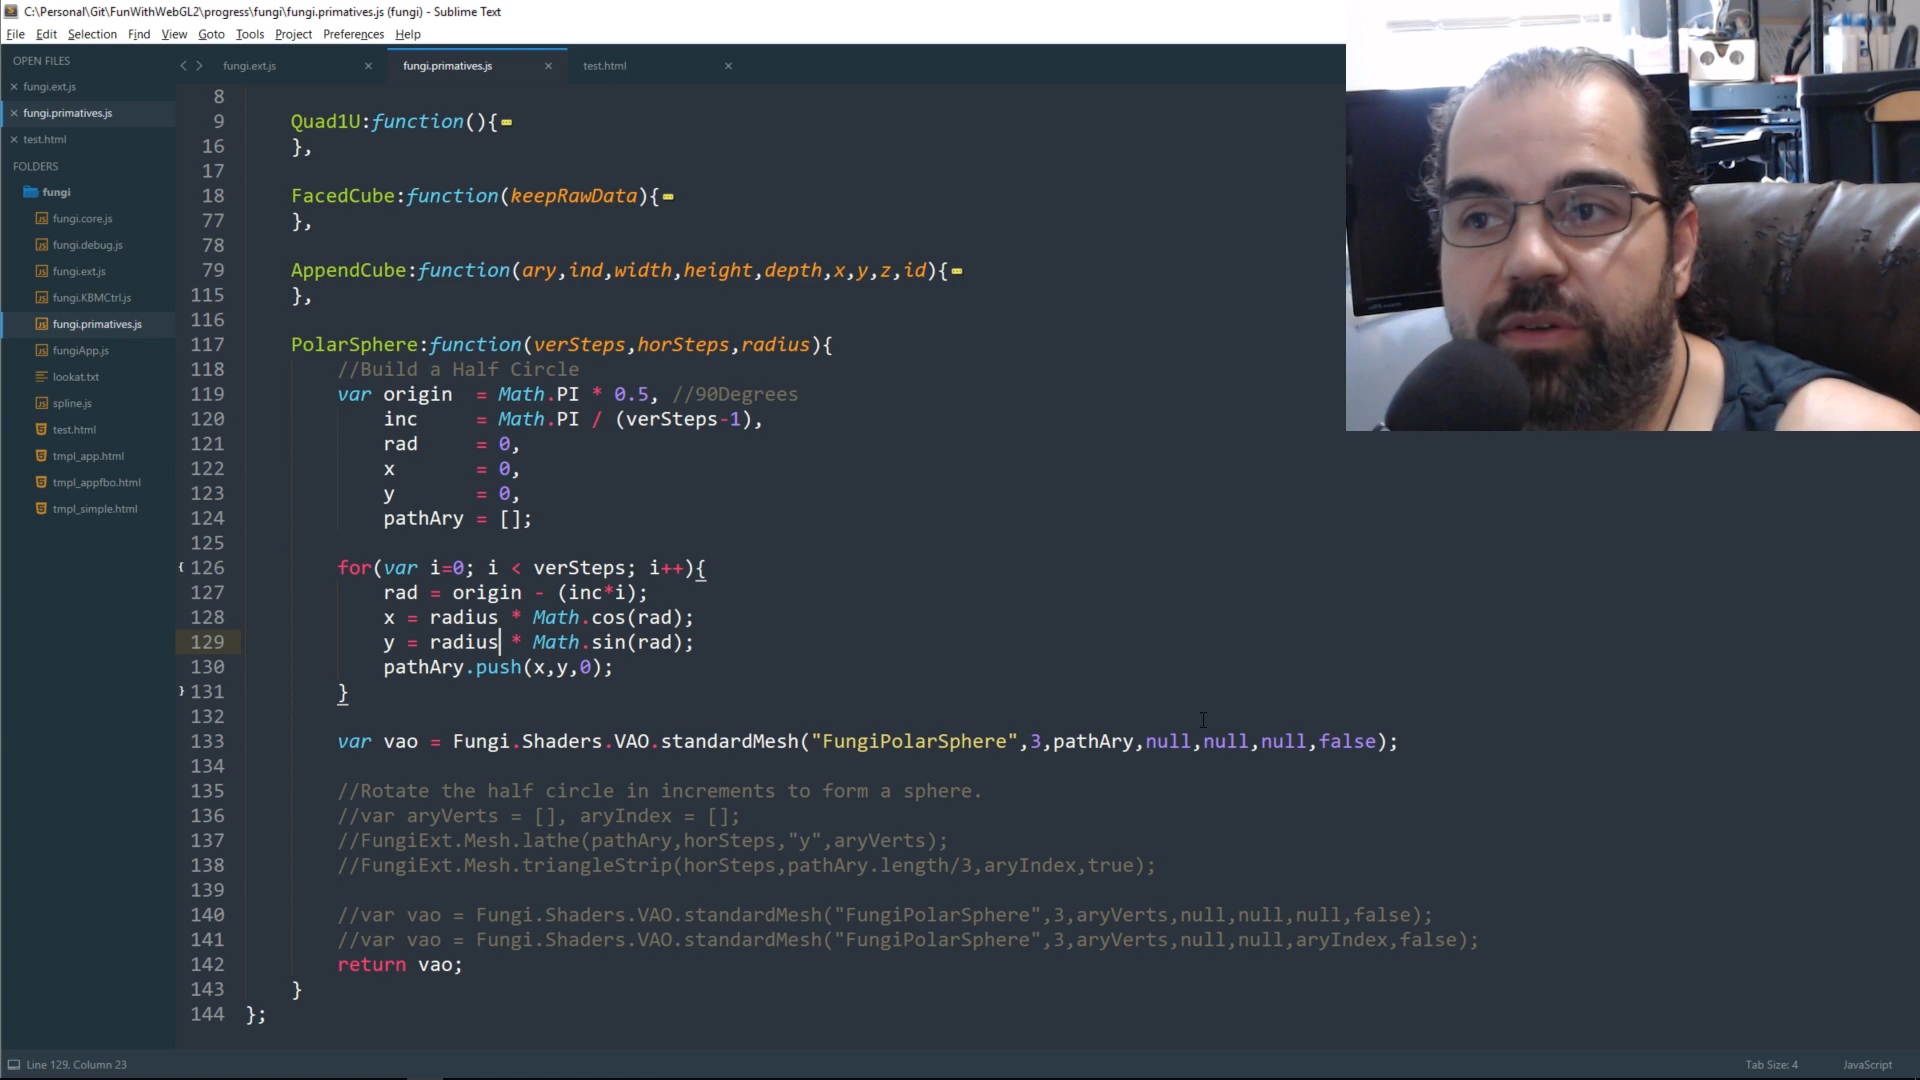 C:\Personal\Git\FunWithWebGL2\progress\fungi\fungi.primatives.js (fungi) - Sublime Text
File Edit Selection Find View Goto Tools Project Preferences Help
OPEN FILES
fungi.ext.js
fungi.primatives.js
test.html
FOLDERS
fungi
fungi.core.js
fungi.debug.js
fungi.ext.js
fungi.KBMCtrl.js
fungi.primatives.js
fungiApp.js
lookat.txt
spline.js
test.html
tmpl_app.html
tmpl_appfbo.html
tmpl_simple.html
fungi.ext.js fungi.primatives.js test.html
8
9 Quad1U:function(){
16 },
17
18 FacedCube:function(keepRawData){
77 },
78
79 AppendCube:function(ary,ind,width,height,depth,x,y,z,id){
115 },
116
117 PolarSphere:function(verSteps,horSteps,radius){
118 //Build a Half Circle
119 var origin = Math.PI * 0.5, //90Degrees
120 inc = Math.PI / (verSteps-1),
121 rad = 0,
122 x = 0,
123 y = 0,
124 pathAry = [];
125
126 for(var i=0; i < verSteps; i++){
127 rad = origin - (inc*i);
128 x = radius * Math.cos(rad);
129 y = radius * Math.sin(rad);
130 pathAry.push(x,y,0);
131 }
132
133 var vao = Fungi.Shaders.VAO.standardMesh("FungiPolarSphere",3,pathAry,null,null,null,false);
134
135 //Rotate the half circle in increments to form a sphere.
136 //var aryVerts = [], aryIndex = [];
137 //FungiExt.Mesh.lathe(pathAry,horSteps,"y",aryVerts);
138 //FungiExt.Mesh.triangleStrip(horSteps,pathAry.length/3,aryIndex,true);
139
140 //var vao = Fungi.Shaders.VAO.standardMesh("FungiPolarSphere",3,aryVerts,null,null,null,false);
141 //var vao = Fungi.Shaders.VAO.standardMesh("FungiPolarSphere",3,aryVerts,null,null,aryIndex,false);
142 return vao;
143 }
144 };
Line 129, Column 23 Tab Size: 4 JavaScript